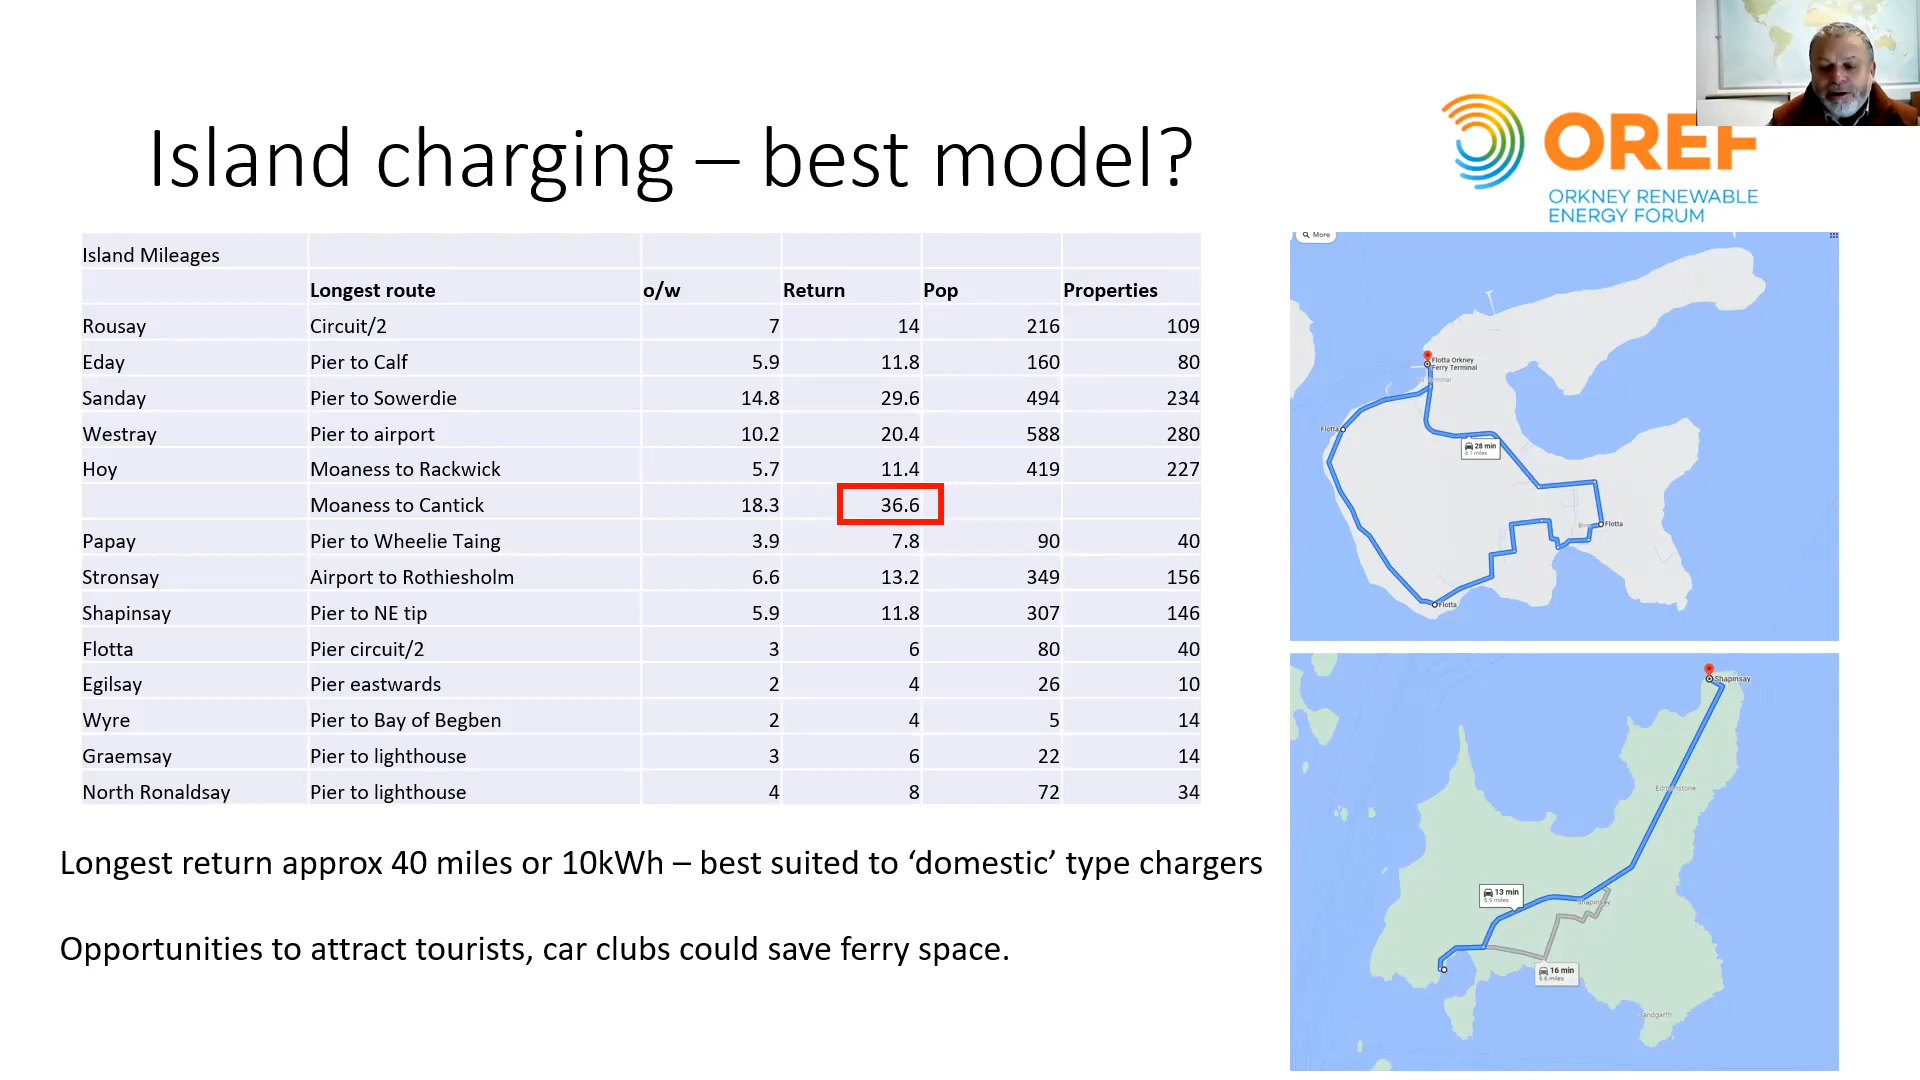 Island charging – best model?
OREF
ORKNEY RENEWABLE
ENERGY FORUM
Island Mileages
Longest route o/w Return Pop Properties
Rousay Circuit/2 7 14 216 109
Eday Pier to Calf 5.9 11.8 160 80
Sanday Pier to Sowerdie 14.8 29.6 494 234
Westray Pier to airport 10.2 20.4 588 280
Hoy Moaness to Rackwick 5.7 11.4 419 227
Moaness to Cantick 18.3 36.6
Papay Pier to Wheelie Taing 3.9 7.8 90 40
Stronsay Airport to Rothiesholm 6.6 13.2 349 156
Shapinsay Pier to NE tip 5.9 11.8 307 146
Flotta Pier circuit/2 3 6 80 40
Egilsay Pier eastwards 2 4 26 10
Wyre Pier to Bay of Begben 2 4 5 14
Graemsay Pier to lighthouse 3 6 22 14
North Ronaldsay Pier to lighthouse 4 8 72 34
Longest return approx 40 miles or 10kWh – best suited to ‘domestic’ type chargers
Opportunities to attract tourists, car clubs could save ferry space.
More
Flotta Orkney
Ferry Terminal
Flotta
28 min
Flotta
Flotta
Shapinsay
Edmonstone
13 min
5.9 miles
Shapinsay
16 min
6.6 miles
Sandgarth